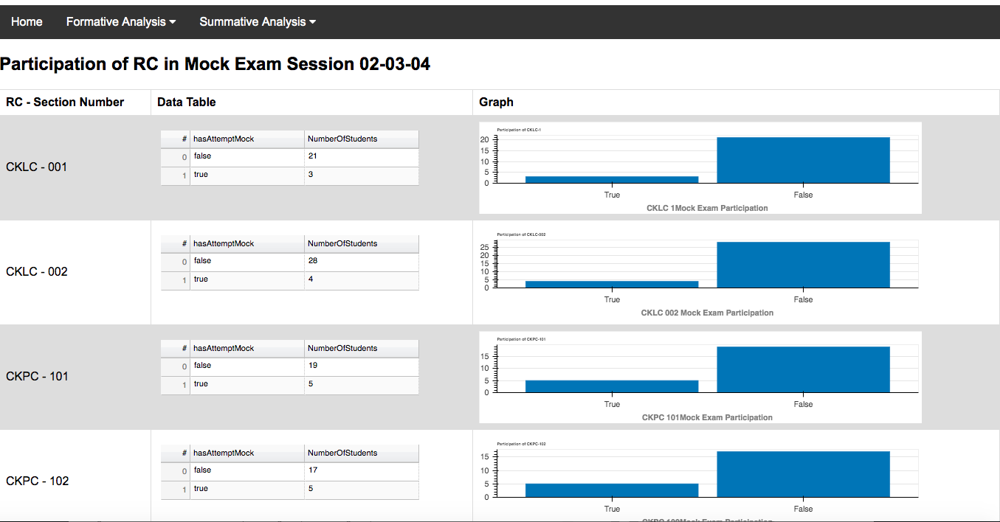 Home Formative Analysis Summative Analysis
Participation of RC in Mock Exam Session 02-03-04
RC - Section Number Data Table Graph
CKLC - 001
# hasAttemptMock NumberOfStudents
0 false 21
1 true 3
Participation of CKLC-1
20
15
10
5
0
True False
CKLC 1Mock Exam Participation
CKLC - 002
# hasAttemptMock NumberOfStudents
0 false 28
1 true 4
Participation of CKLC-002
25
20
15
10
5
0
True False
CKLC 002 Mock Exam Participation
CKPC - 101
# hasAttemptMock NumberOfStudents
0 false 19
1 true 5
Participation of CKPC-101
15
10
5
0
True False
CKPC 101Mock Exam Participation
CKPC - 102
# hasAttemptMock NumberOfStudents
0 false 17
1 true 5
Participation of CKPC-102
15
10
5
0
True False
CKPC 102Mock Exam Participation